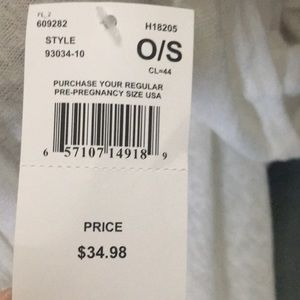 FL_2
609282
H18205
STYLE
93034-10
O/S
CL=44
PURCHASE YOUR REGULAR
PRE-PREGNANCY SIZE USA
6 57107 14918 9
PRICE
$34.98